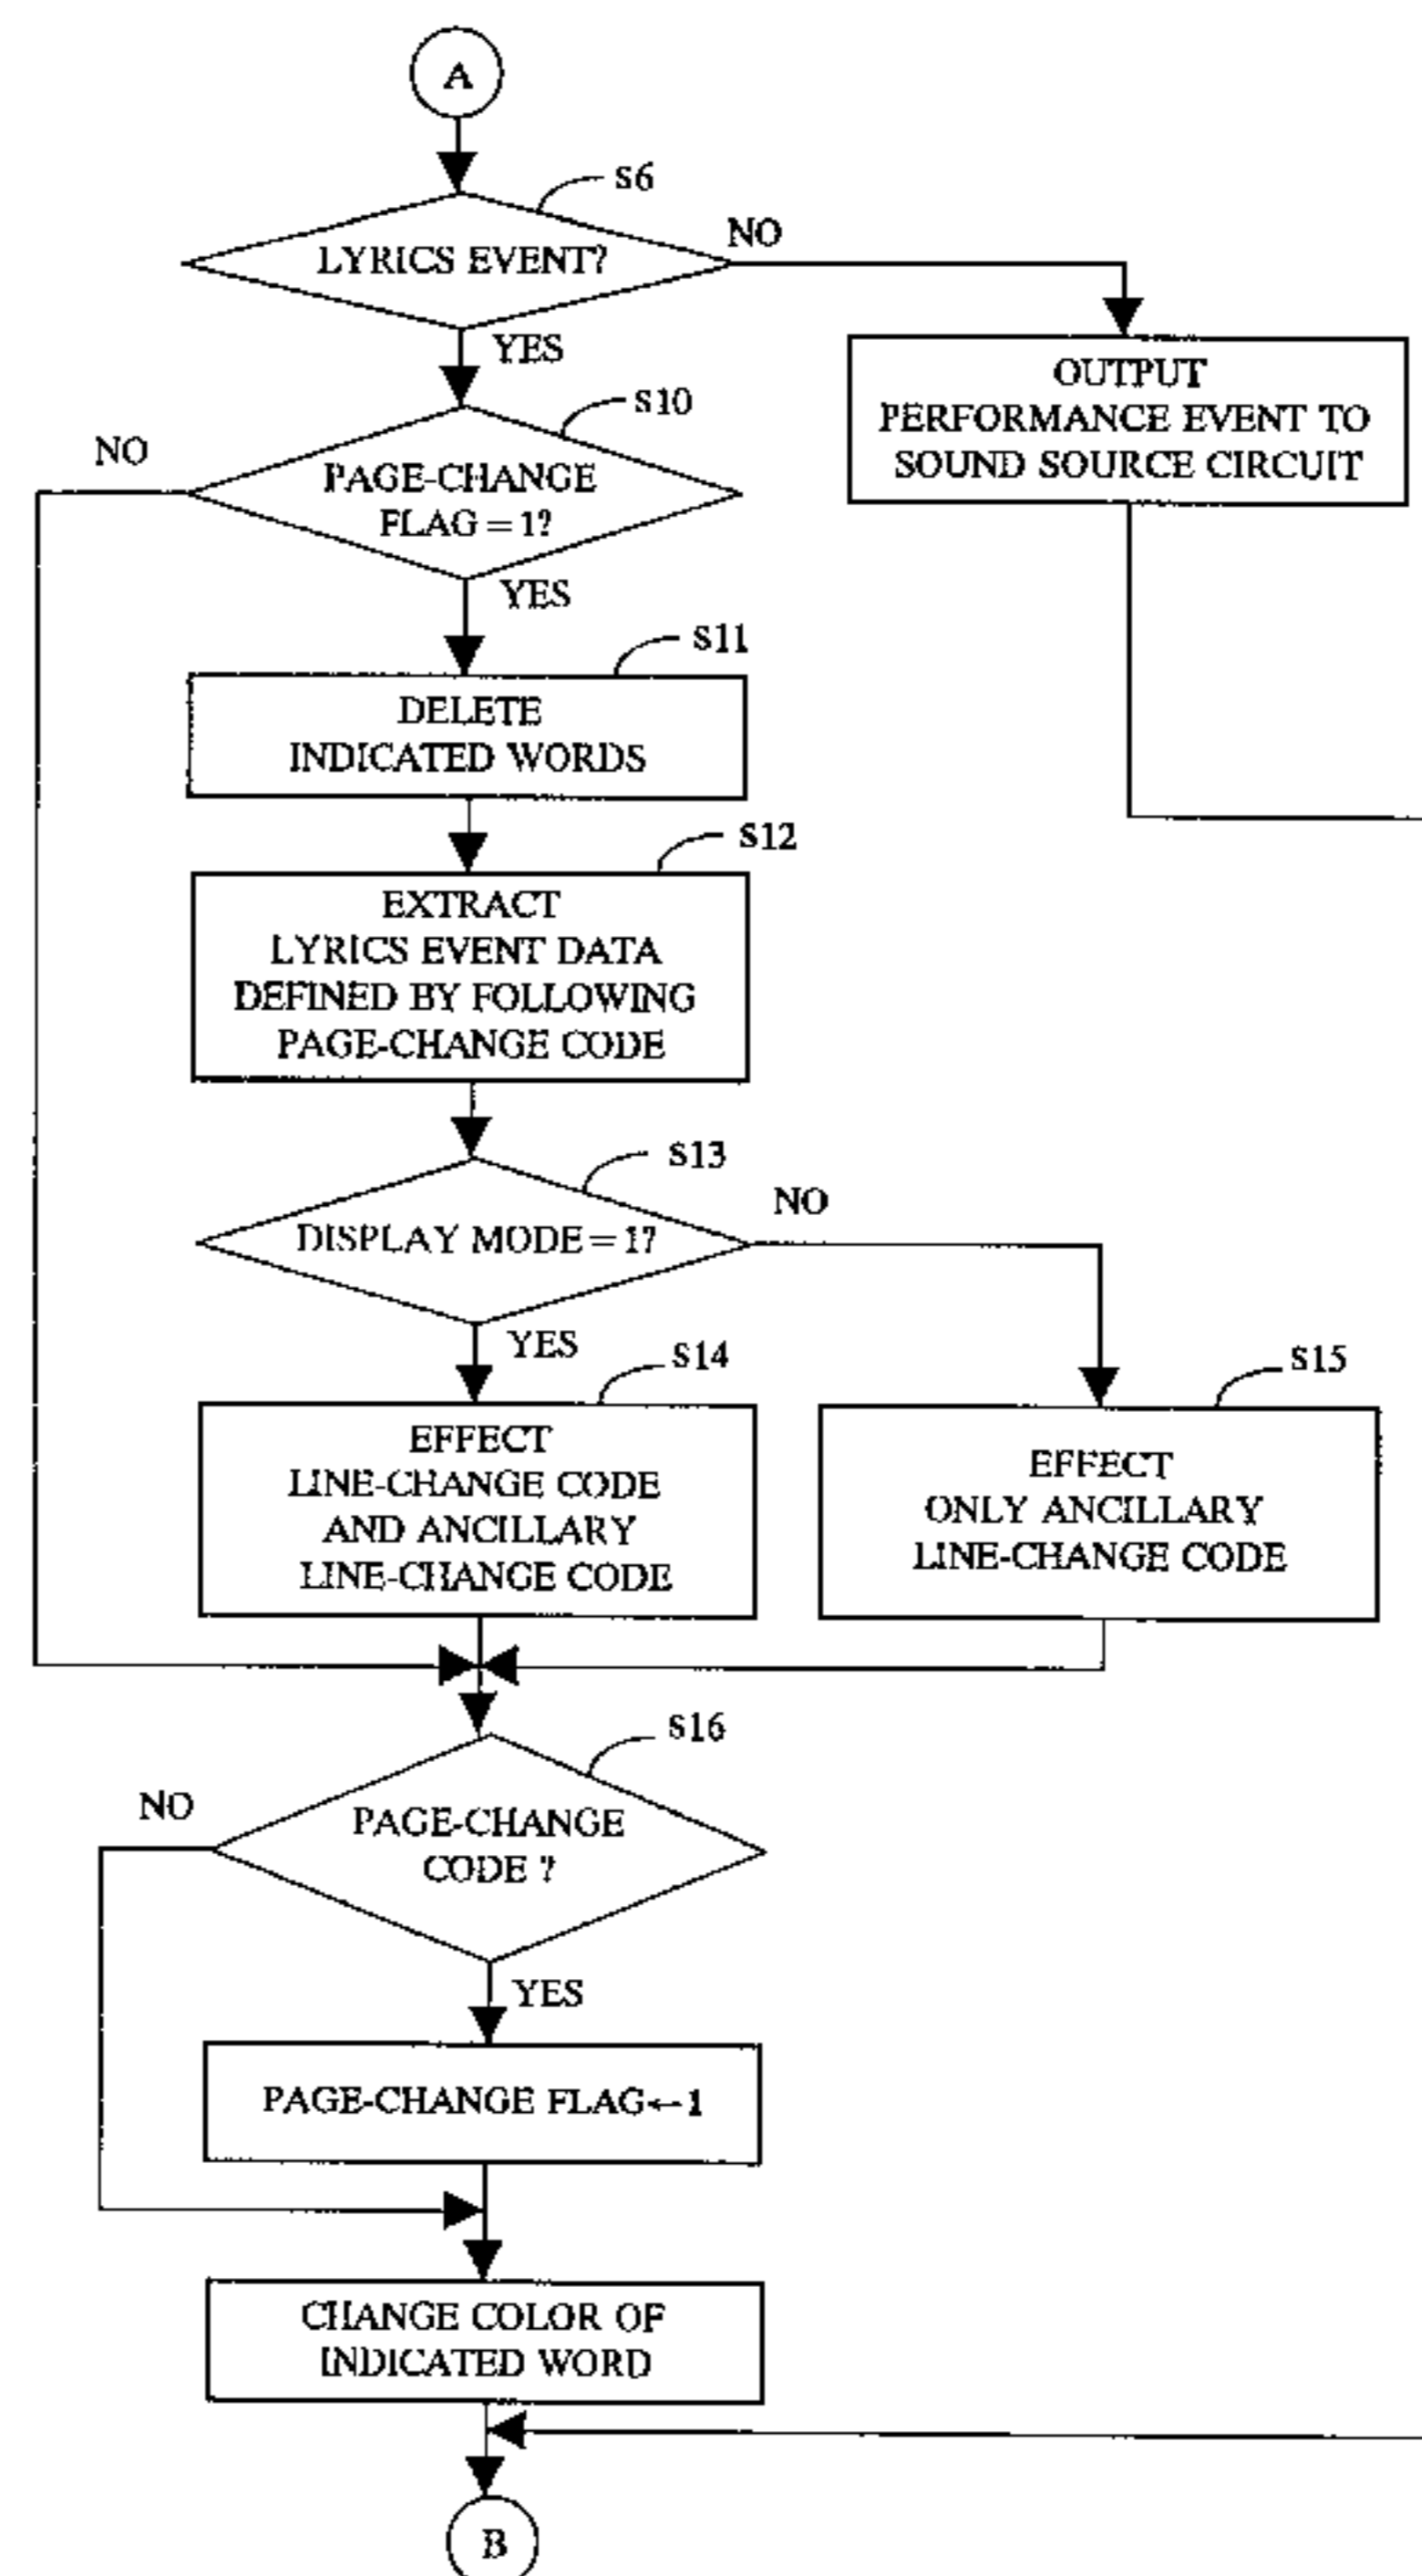 A
S6
LYRICS EVENT?
NO
YES
OUTPUT
PERFORMANCE EVENT TO
SOUND SOURCE CIRCUIT
S10
NO
PAGE-CHANGE
FLAG = 1?
YES
S11
DELETE
INDICATED WORDS
S12
EXTRACT
LYRICS EVENT DATA
DEFINED BY FOLLOWING
PAGE-CHANGE CODE
S13
DISPLAY MODE = 1?
NO
YES
S14
EFFECT
LINE-CHANGE CODE
AND ANCILLARY
LINE-CHANGE CODE
S15
EFFECT
ONLY ANCILLARY
LINE-CHANGE CODE
S16
NO
PAGE-CHANGE
CODE ?
YES
PAGE-CHANGE FLAG←1
CHANGE COLOR OF
INDICATED WORD
B